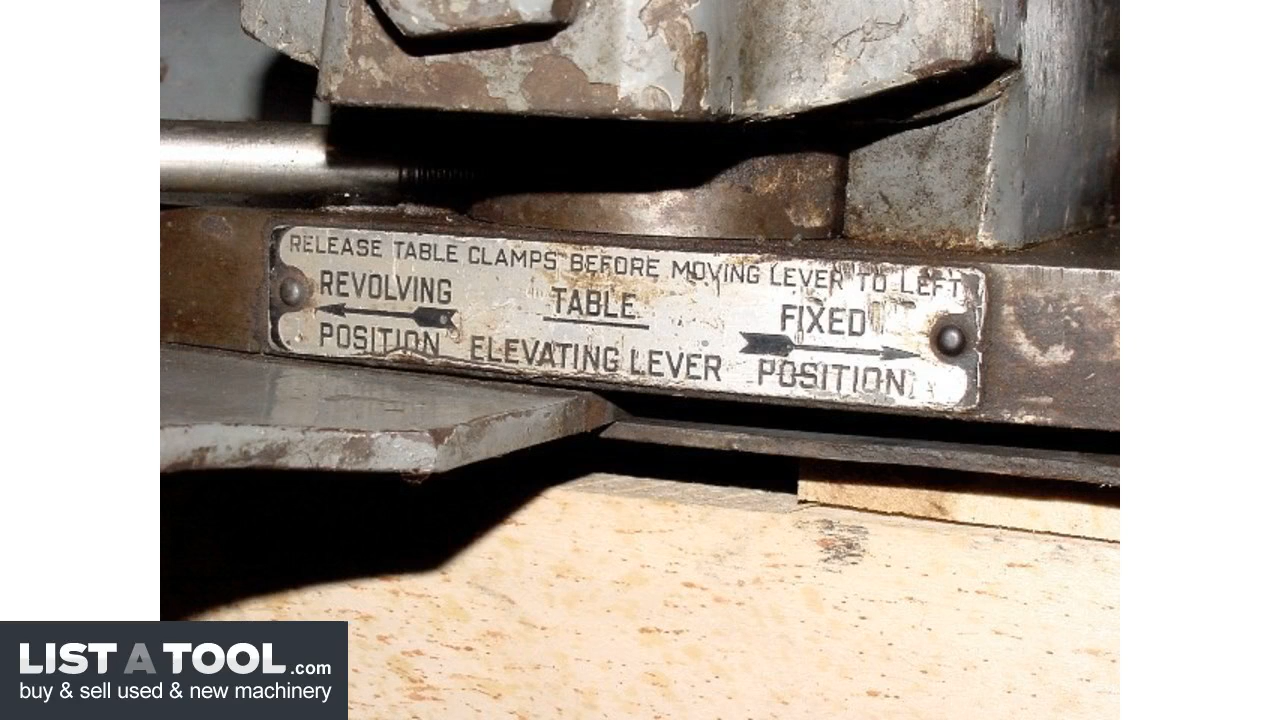 RELEASE TABLE CLAMPS BEFORE MOVING LEVER TO LEFT
REVOLVING
POSITION
TABLE
ELEVATING LEVER
FIXED
POSITION
LIST A TOOL.com
buy & sell used & new machinery